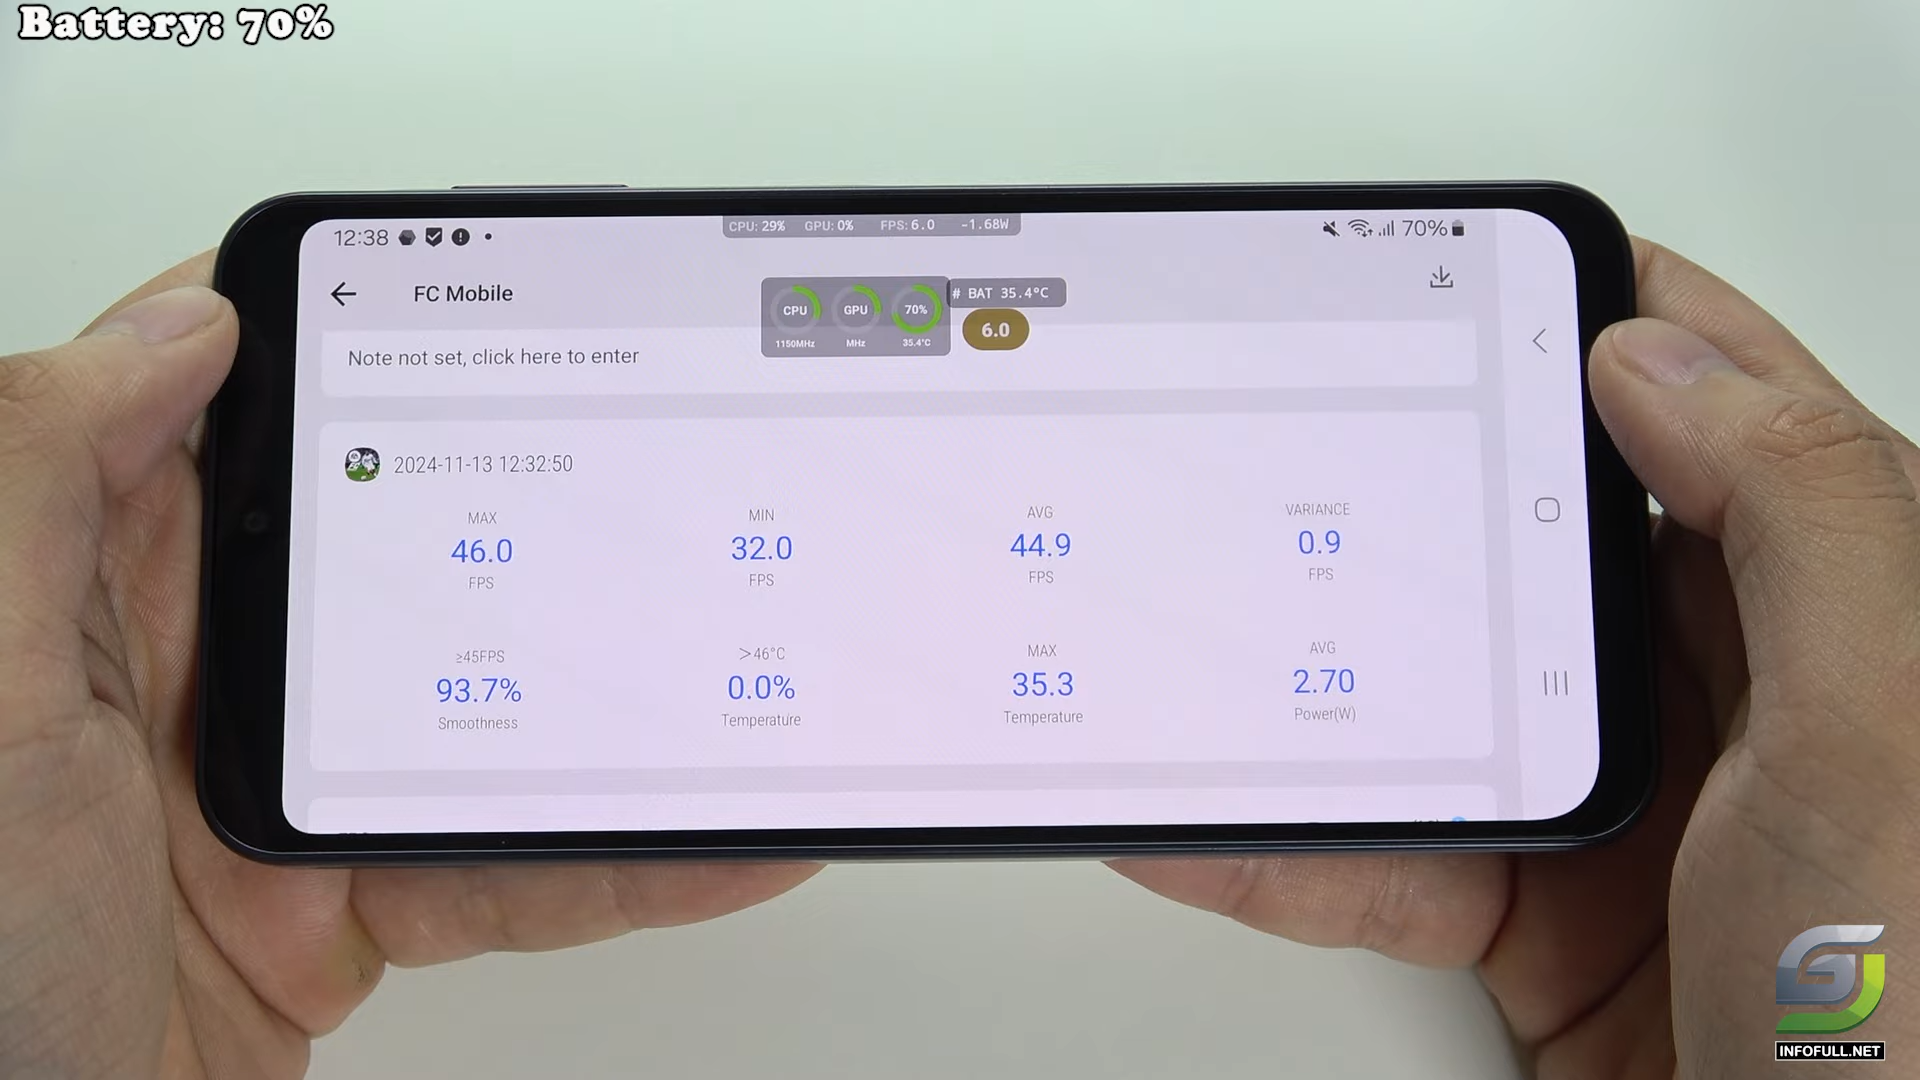 Battery: 70%
12:38
CPU: 29% GPU: 0% FPS: 6.0 -1.68W
70%
FC Mobile
CPU GPU 70%
1150MHz MHz 35.4°C
# BAT 35.4°C
6.0
Note not set, click here to enter
2024-11-13 12:32:50
MAX MIN AVG VARIANCE
46.0 32.0 44.9 0.9
FPS FPS FPS FPS
≥45FPS >46°C MAX AVG
93.7% 0.0% 35.3 2.70
Smoothness Temperature Temperature Power(W)
INFOFULL.NET